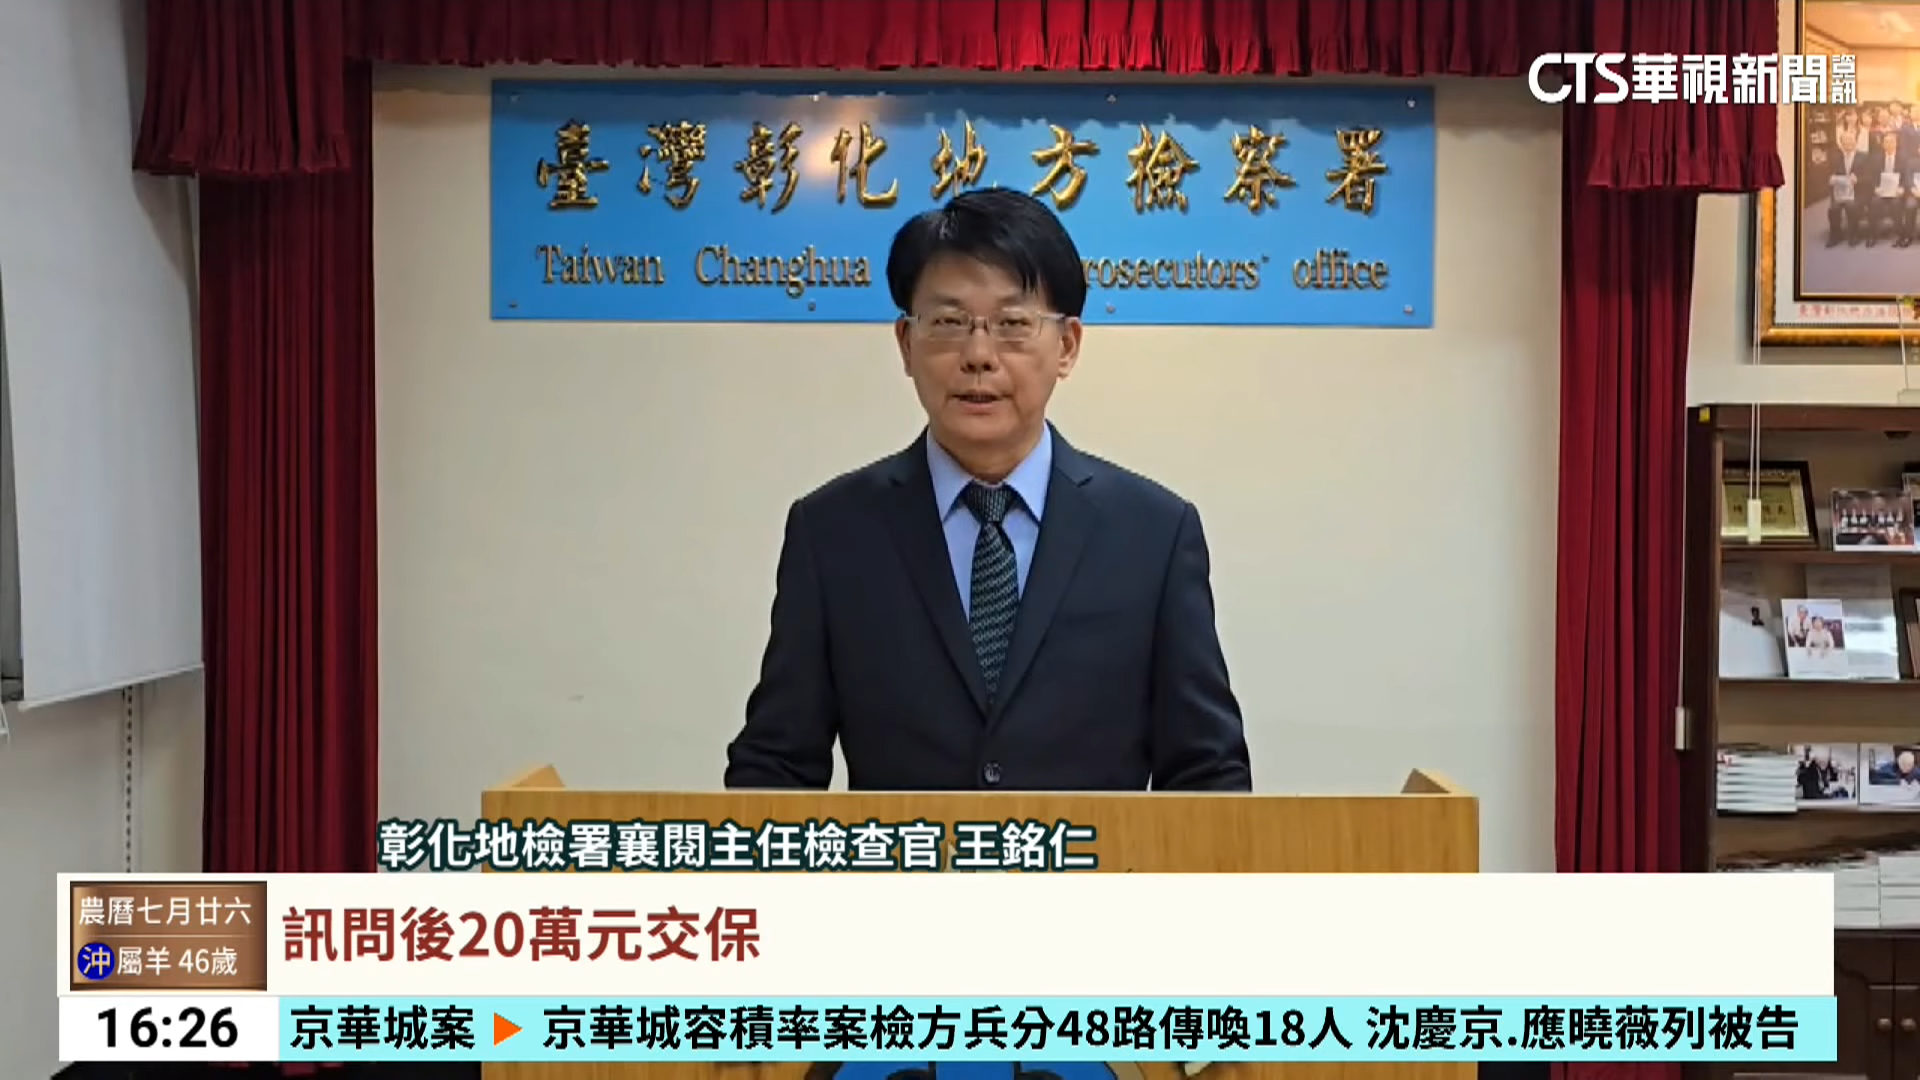 CTS華視新聞資訊
臺灣彰化地方檢察署
Taiwan Changhua rosecutors' office
彰化地檢署襄閱主任檢查官 王銘仁
農曆七月廿六
沖屬羊 46歲
訊問後20萬元交保
16:26
京華城案 ▶ 京華城容積率案檢方兵分48路傳喚18人 沈慶京.應曉薇列被告